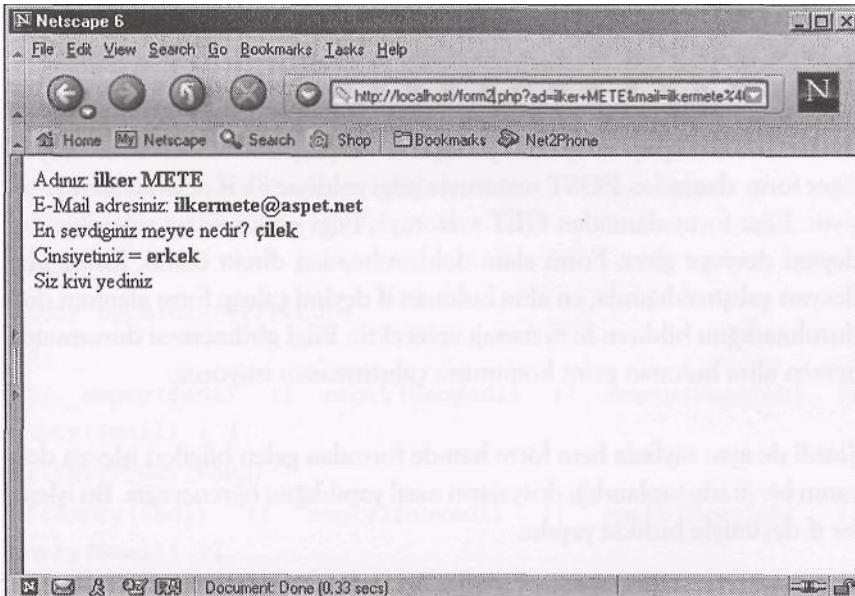 Netscape 6
File Edit View Search Go Bookmarks Tasks Help
http://localhost/form2.php?ad=ilker+METE&mail=ilkermete%40
N
Home My Netscape Search Shop Bookmarks Net2Phone
Adınız: ilker METE
E-Mail adresiniz: ilkermete@aspet.net
En sevdiginiz meyve nedir? çilek
Cinsiyetiniz = erkek
Siz kivi yediniz
Document: Done (0.33 secs)